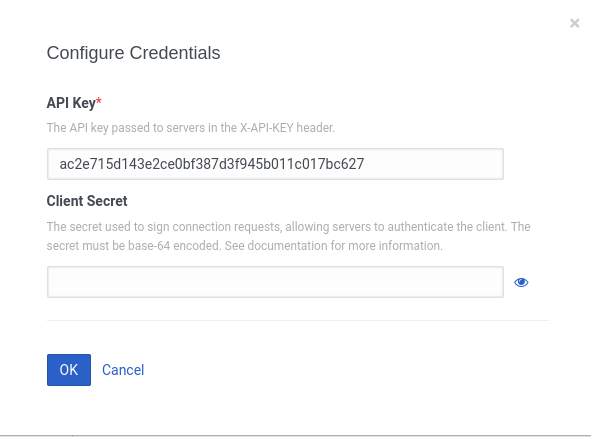 ×
Configure Credentials
API Key*
The API key passed to servers in the X-API-KEY header.
ac2e715d143e2ce0bf387d3f945b011c017bc627
Client Secret
The secret used to sign connection requests, allowing servers to authenticate the client. The
secret must be base-64 encoded. See documentation for more information.
OK Cancel